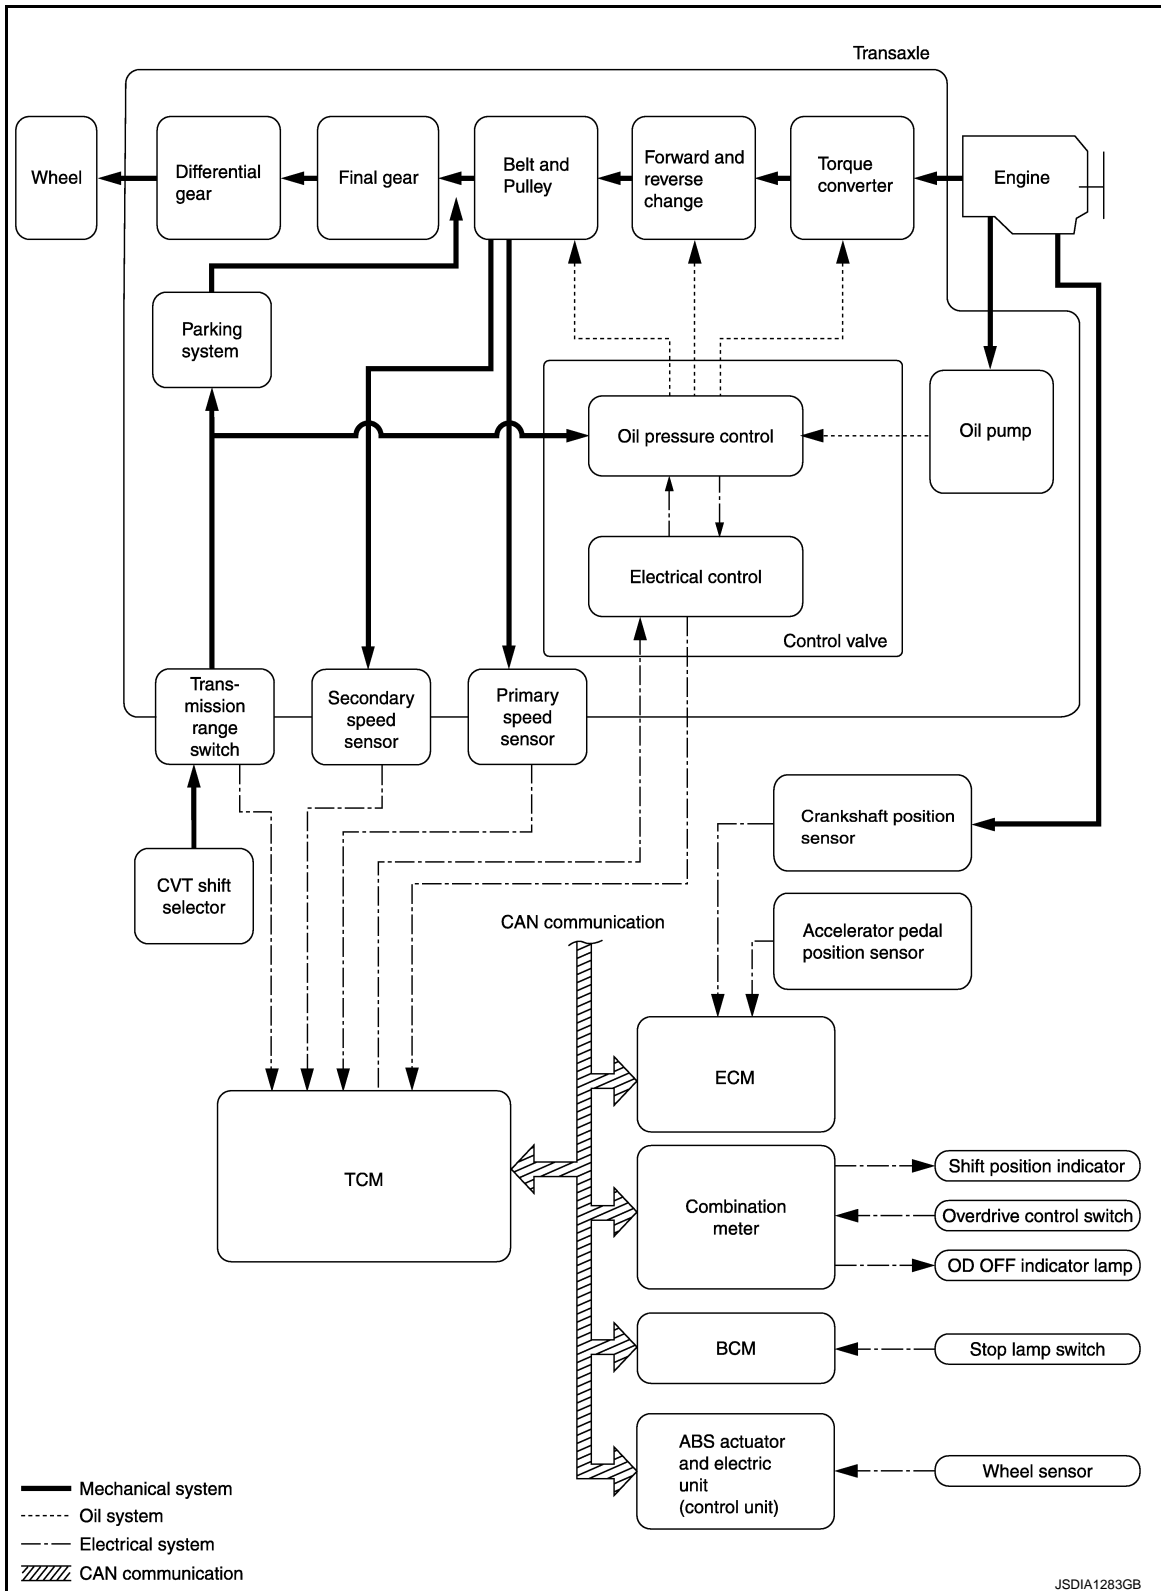 Transaxle
Wheel
Differential
gear
Final gear
Belt and
Pulley
Forward and
reverse
change
Torque
converter
Engine
Parking
system
Oil pressure control
Oil pump
Electrical control
Control valve
Trans-
mission
range
switch
Secondary
speed
sensor
Primary
speed
sensor
Crankshaft position
sensor
CVT shift
selector
CAN communication
Accelerator pedal
position sensor
ECM
TCM
Combination
meter
Shift position indicator
Overdrive control switch
OD OFF indicator lamp
BCM
Stop lamp switch
ABS actuator
and electric
unit
(control unit)
Wheel sensor
Mechanical system
Oil system
Electrical system
CAN communication
JSDIA1283GB